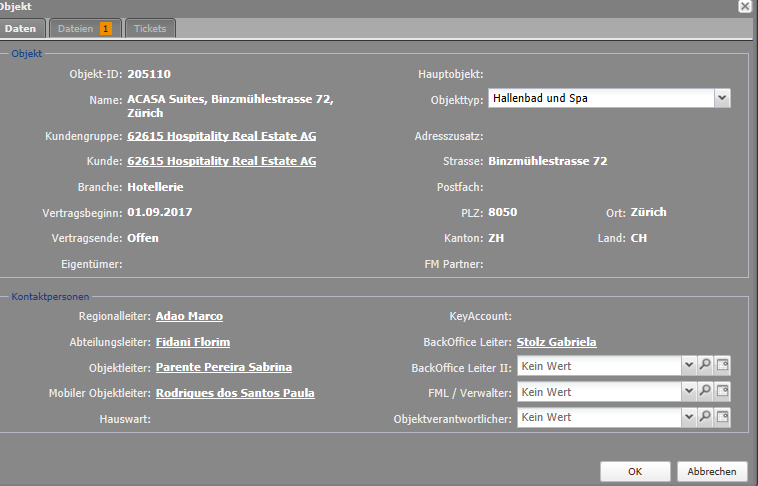 Objekt
Daten Dateien 1 Tickets
Objekt
Objekt-ID: 205110 Hauptobjekt:
Name: ACASA Suites, Binzmühlestrasse 72, Objekttyp: Hallenbad und Spa
Zürich
Kundengruppe: 62615 Hospitality Real Estate AG Adresszusatz:
Kunde: 62615 Hospitality Real Estate AG Strasse: Binzmühlestrasse 72
Branche: Hotellerie Postfach:
Vertragsbeginn: 01.09.2017 PLZ: 8050 Ort: Zürich
Vertragsende: Offen Kanton: ZH Land: CH
Eigentümer: FM Partner:
Kontaktpersonen
Regionalleiter: Adao Marco KeyAccount:
Abteilungsleiter: Fidani Florim BackOffice Leiter: Stolz Gabriela
Objektleiter: Parente Pereira Sabrina BackOffice Leiter II: Kein Wert
Mobiler Objektleiter: Rodrigues dos Santos Paula FML / Verwalter: Kein Wert
Hauswart: Objektverantwortlicher: Kein Wert
OK Abbrechen